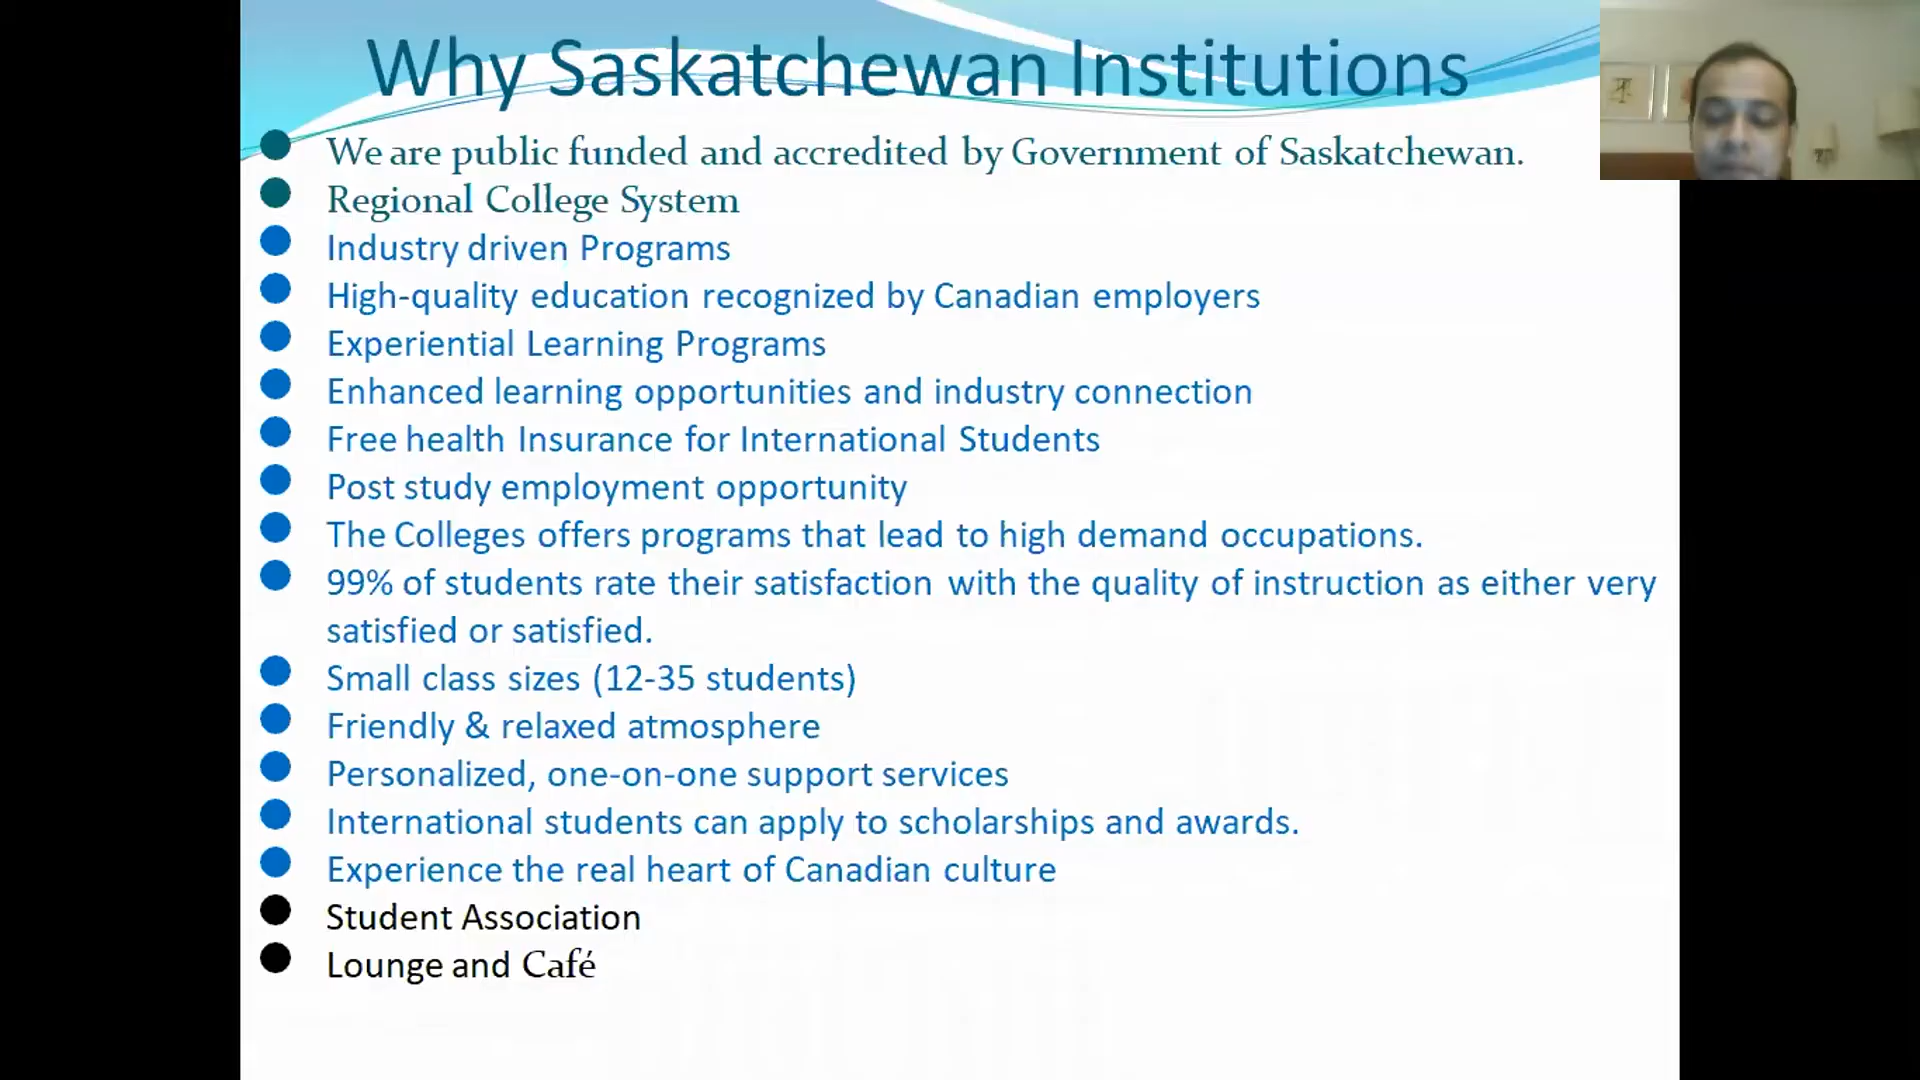 Why Saskatchewan Institutions
We are public funded and accredited by Government of Saskatchewan.
Regional College System
Industry driven Programs
High-quality education recognized by Canadian employers
Experiential Learning Programs
Enhanced learning opportunities and industry connection
Free health Insurance for International Students
Post study employment opportunity
The Colleges offers programs that lead to high demand occupations.
99% of students rate their satisfaction with the quality of instruction as either very
satisfied or satisfied.
Small class sizes (12-35 students)
Friendly & relaxed atmosphere
Personalized, one-on-one support services
International students can apply to scholarships and awards.
Experience the real heart of Canadian culture
Student Association
Lounge and Café